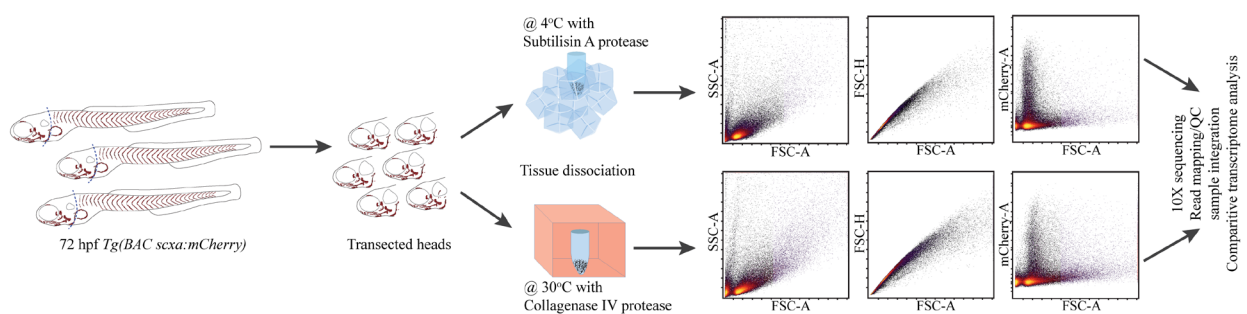 72 hpf Tg(BAC scxa:mCherry)
Transected heads
@ 4°C with
Subtilisin A protease
Tissue dissociation
@ 30°C with
Collagenase IV protease
SSC-A
FSC-A
FSC-H
FSC-A
mCherry-A
FSC-A
SSC-A
FSC-A
FSC-H
FSC-A
mCherry-A
FSC-A
10X sequencing
Read mapping/QC
sample integration
Comparitive transcriptome analysis